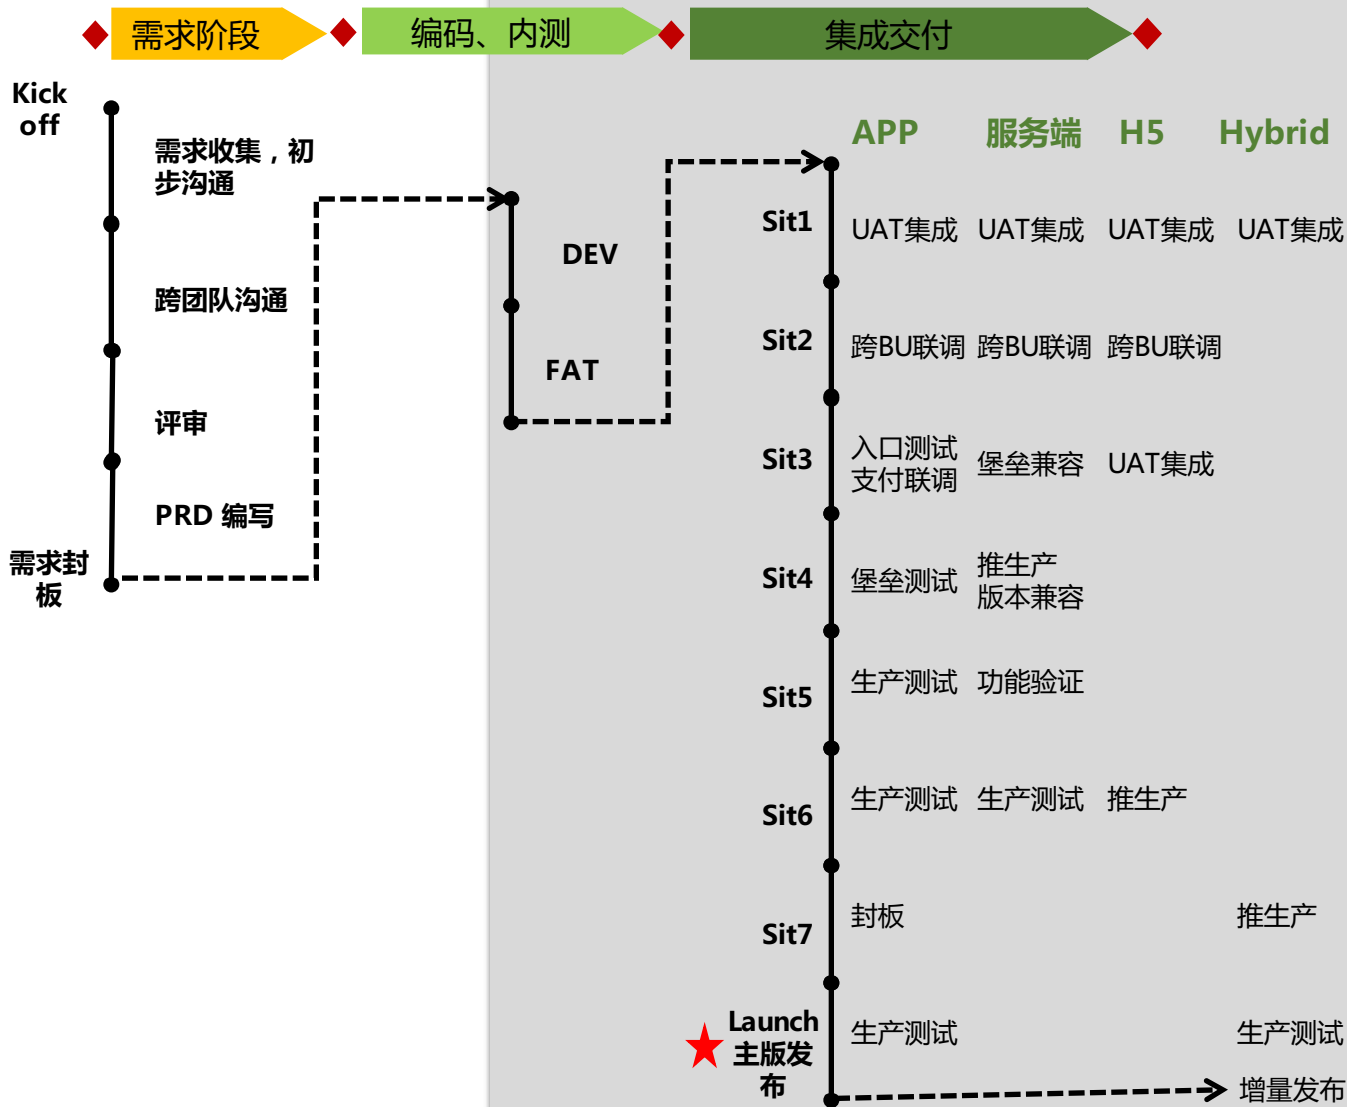 需求阶段
编码、内测
集成交付
Kick
off
需求收集，初
步沟通
跨团队沟通
评审
PRD 编写
需求封
板
DEV
FAT
APP 服务端 H5 Hybrid
Sit1 UAT集成 UAT集成 UAT集成 UAT集成
Sit2 跨BU联调 跨BU联调 跨BU联调
Sit3 入口测试
支付联调 堡垒兼容 UAT集成
Sit4 堡垒测试 推生产
版本兼容
Sit5 生产测试 功能验证
Sit6 生产测试 生产测试 推生产
Sit7 封板 推生产
Launch
主版发
布
生产测试 生产测试
增量发布